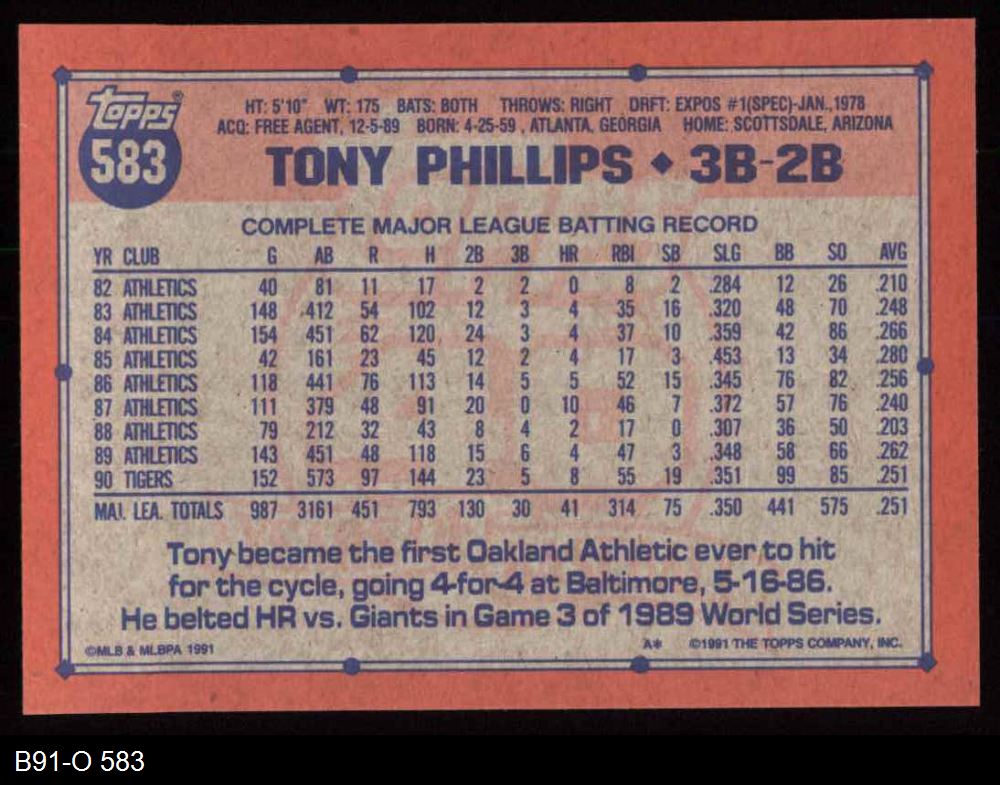 topps®
583
HT: 5'10" WT: 175 BATS: BOTH THROWS: RIGHT DRFT: EXPOS #1(SPEC)-JAN.,1978
ACQ: FREE AGENT, 12-5-89 BORN: 4-25-59 , ATLANTA, GEORGIA HOME: SCOTTSDALE, ARIZONA
TONY PHILLIPS ◆ 3B-2B
COMPLETE MAJOR LEAGUE BATTING RECORD
YR CLUB G AB R H 2B 3B HR RBI SB SLG BB SO AVG
82 ATHLETICS 40 81 11 17 2 2 0 8 2 .284 12 26 .210
83 ATHLETICS 148 412 54 102 12 3 4 35 16 .320 48 70 .248
84 ATHLETICS 154 451 62 120 24 3 4 37 10 .359 42 86 .266
85 ATHLETICS 42 161 23 45 12 2 4 17 3 .453 13 34 .280
86 ATHLETICS 118 441 76 113 14 5 5 52 15 .345 76 82 .256
87 ATHLETICS 111 379 48 91 20 0 10 46 7 .372 57 76 .240
88 ATHLETICS 79 212 32 43 8 4 2 17 0 .307 36 50 .203
89 ATHLETICS 143 451 48 118 15 6 4 47 3 .348 58 66 .262
90 TIGERS 152 573 97 144 23 5 8 55 19 .351 99 85 .251
MAJ. LEA. TOTALS 987 3161 451 793 130 30 41 314 75 .350 441 575 .251
Tony became the first Oakland Athletic ever to hit
for the cycle, going 4-for-4 at Baltimore, 5-16-86.
He belted HR vs. Giants in Game 3 of 1989 World Series.
©MLB & MLBPA 1991 A* ©1991 THE TOPPS COMPANY, INC.
B91-O 583